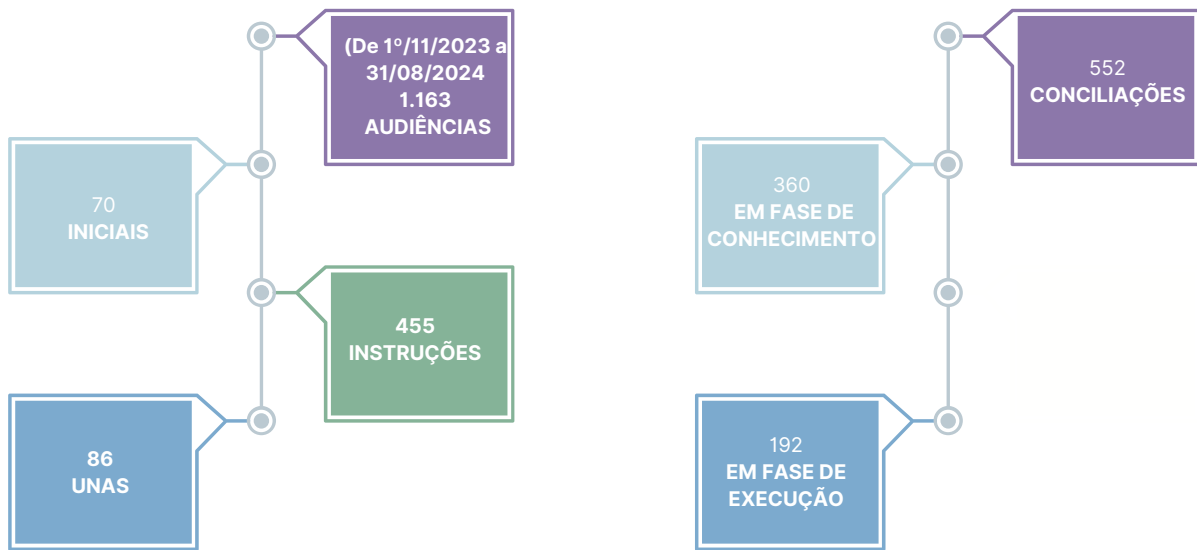 (De 1º/11/2023 a
31/08/2024
1.163
AUDIÊNCIAS
70
INICIAIS
455
INSTRUÇÕES
86
UNAS
552
CONCILIAÇÕES
360
EM FASE DE
CONHECIMENTO
192
EM FASE DE
EXECUÇÃO